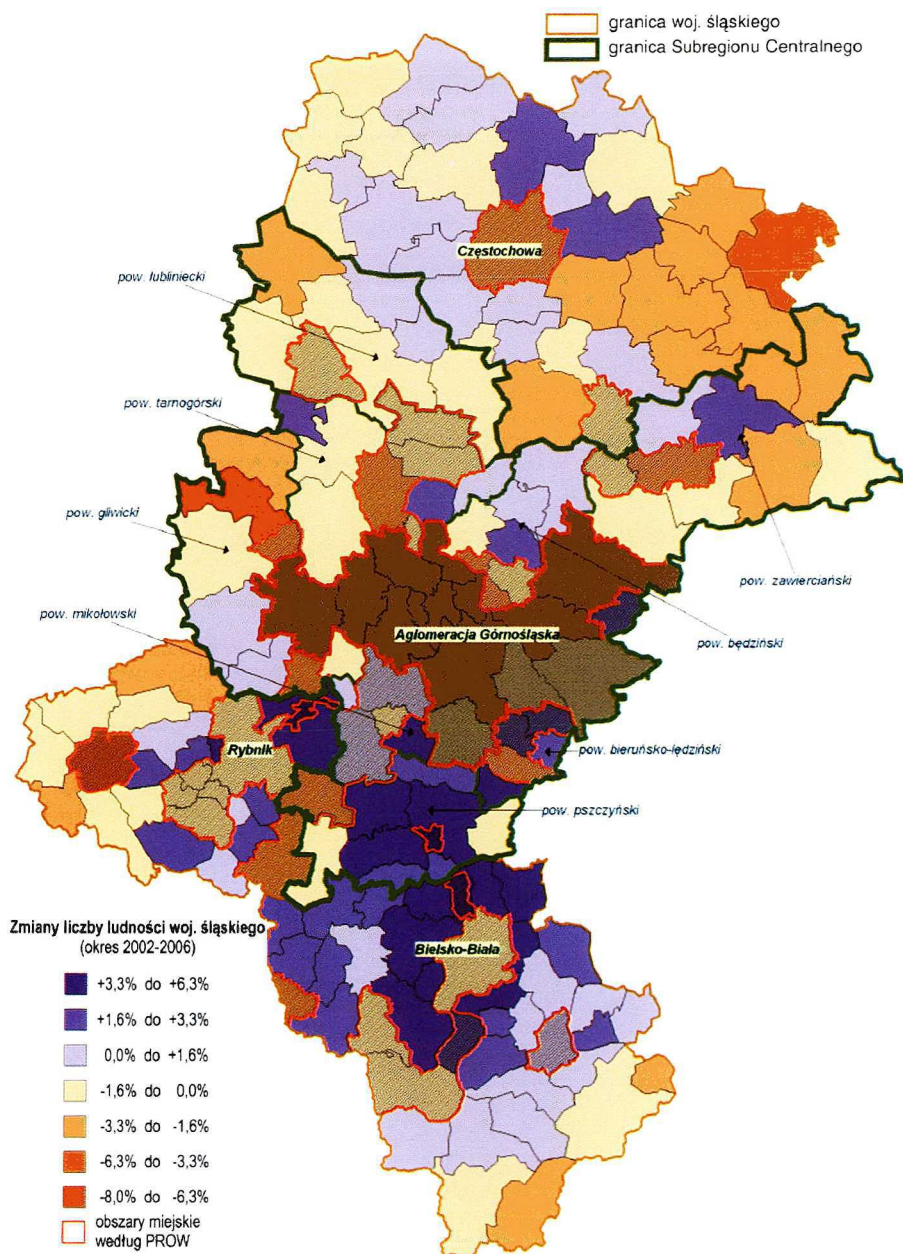 granica woj. śląskiego
granica Subregionu Centralnego
Częstochowa
pow. lubliniecki
pow. tarnogórski
pow. gliwicki
pow. zawierciański
pow. mikołowski
Aglomeracja Górnośląska
pow. będziński
Rybnik
pow. bieruńsko-lędziński
pow. pszczyński
Zmiany liczby ludności woj. śląskiego
(okres 2002-2006)
Bielsko-Biała
+3,3% do +6,3%
+1,6% do +3,3%
0,0% do +1,6%
-1,6% do 0,0%
-3,3% do -1,6%
-6,3% do -3,3%
-8,0% do -6,3%
obszary miejskie
według PROW